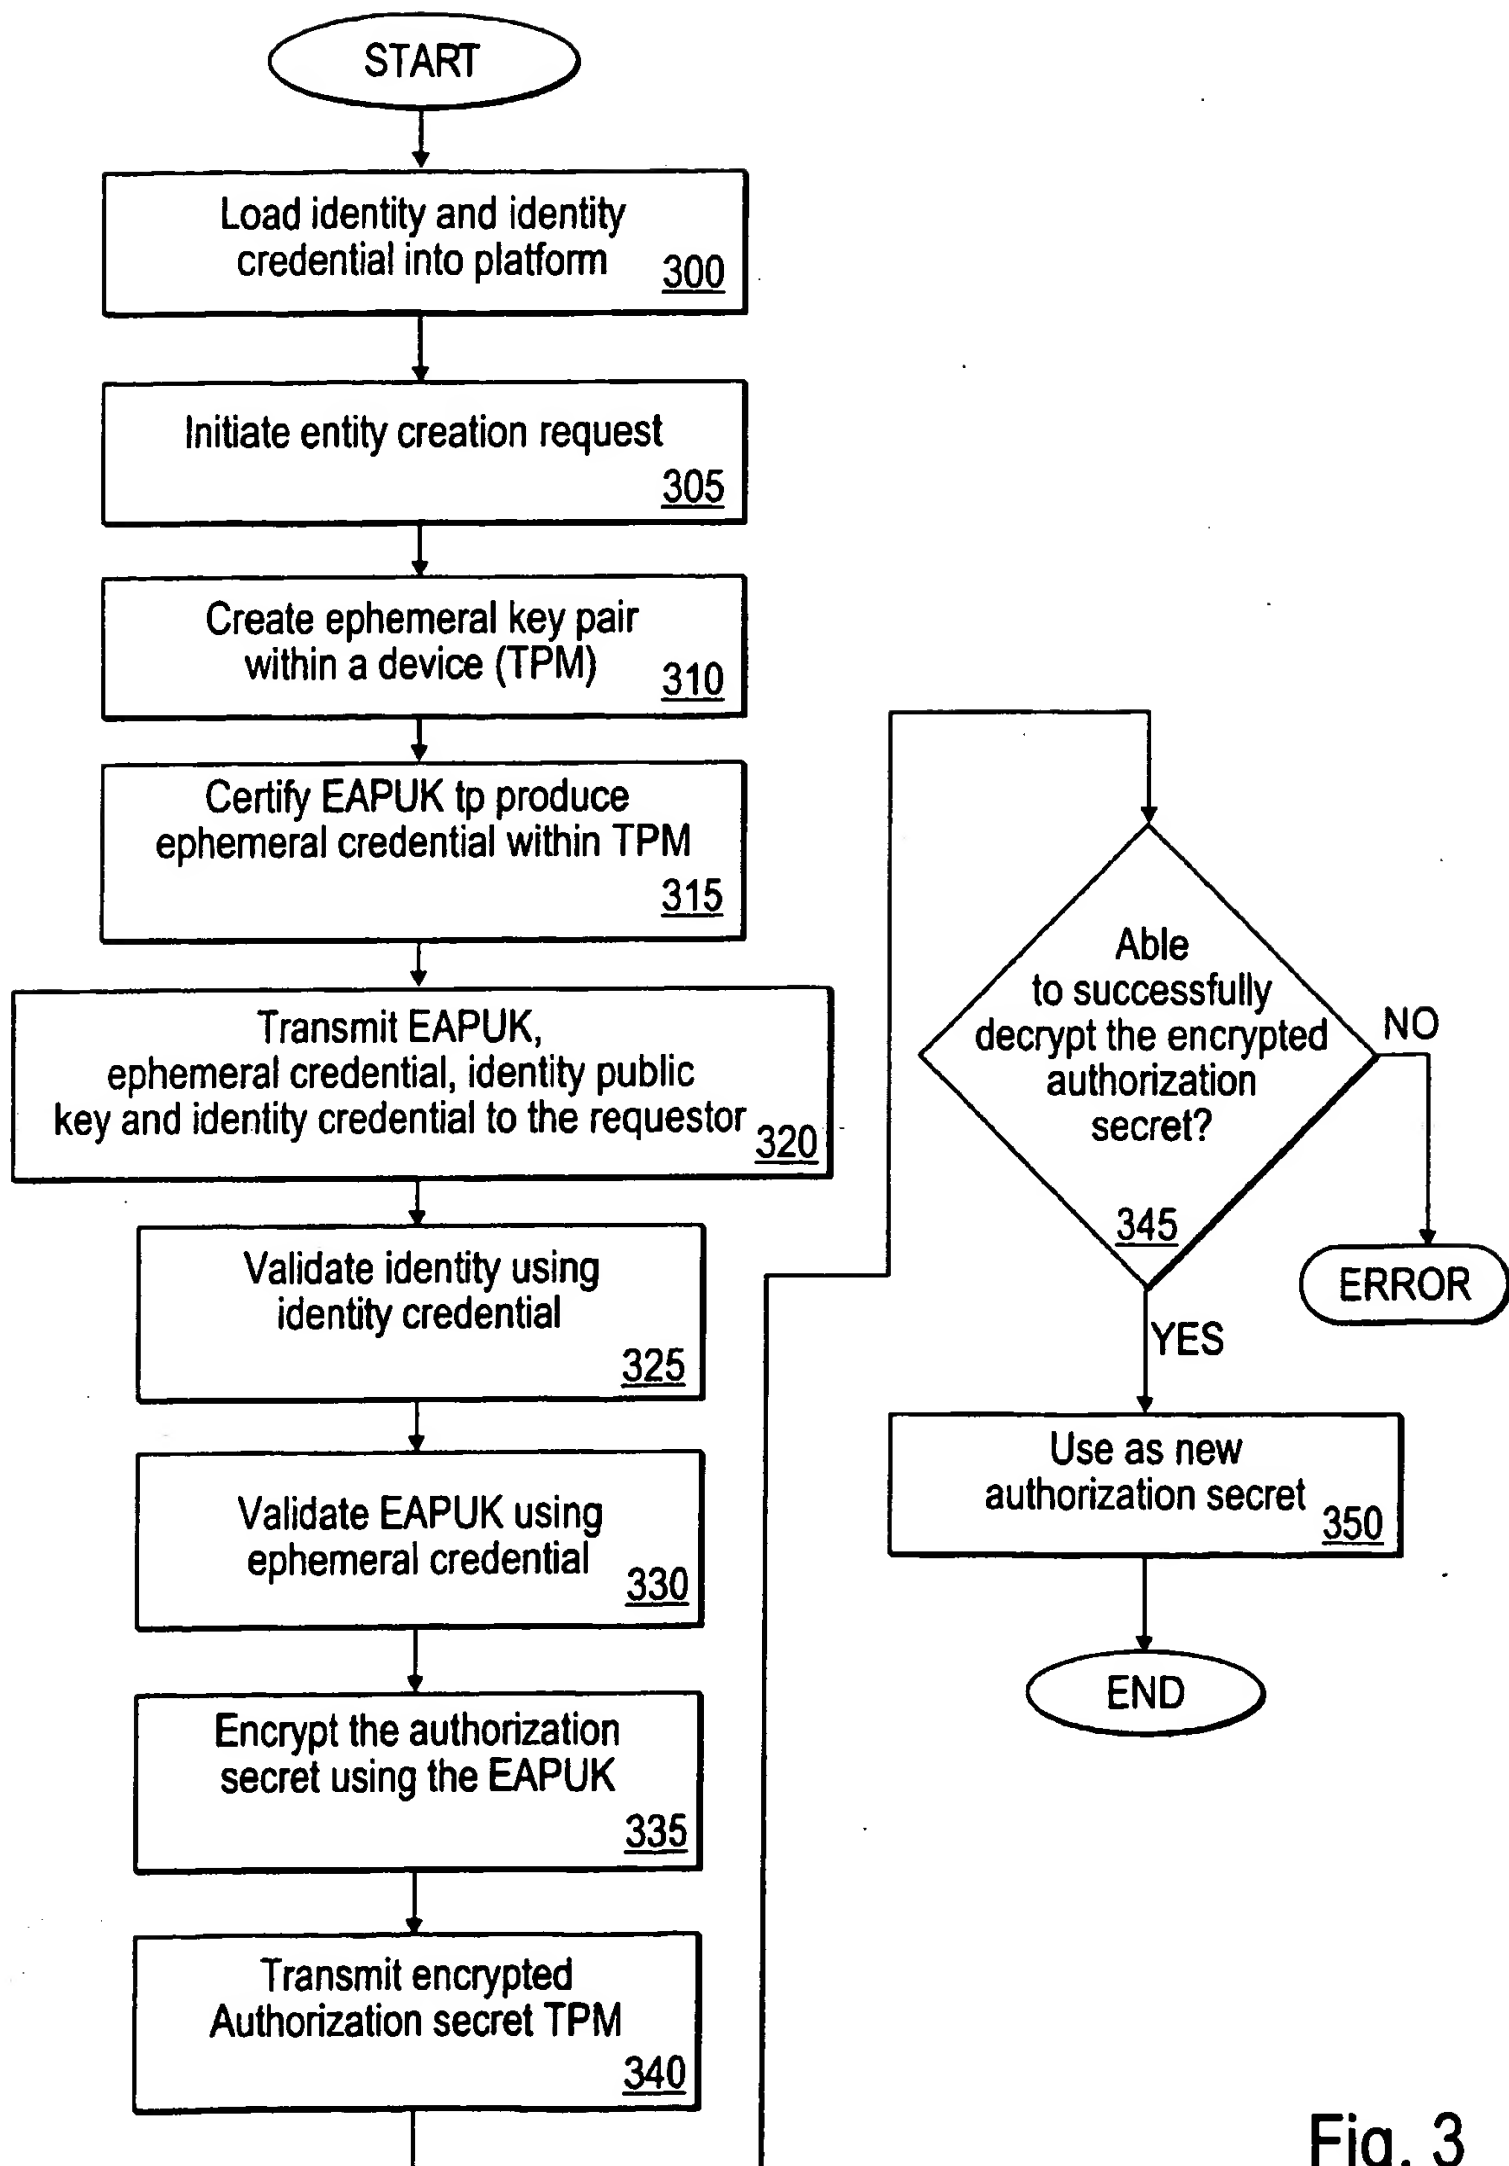 START
Load identity and identity
credential into platform
300
Initiate entity creation request
305
Create ephemeral key pair
within a device (TPM)
310
Certify EAPUK tp produce
ephemeral credential within TPM
315
Transmit EAPUK,
ephemeral credential, identity public
key and identity credential to the requestor
320
Validate identity using
identity credential
325
Validate EAPUK using
ephemeral credential
330
Encrypt the authorization
secret using the EAPUK
335
Transmit encrypted
Authorization secret TPM
340
Able
to successfully
decrypt the encrypted
authorization
secret?
345
NO
ERROR
YES
Use as new
authorization secret
350
END
Fig. 3